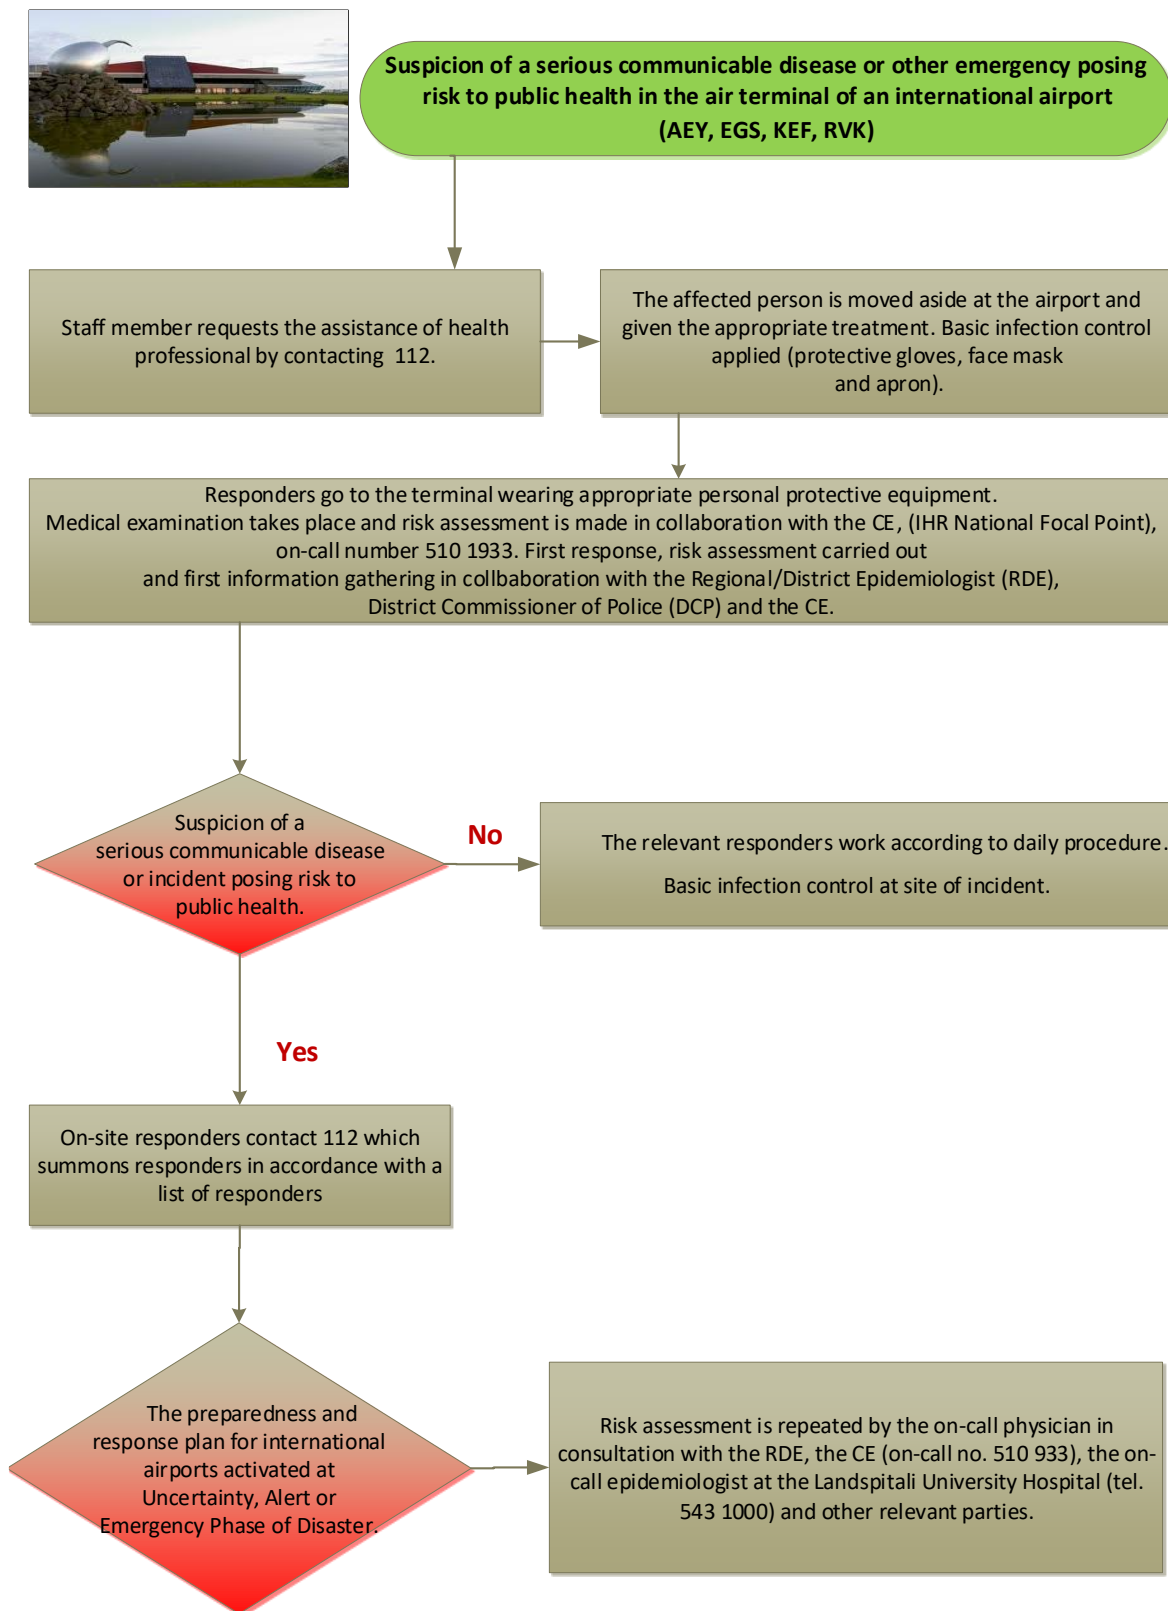 Suspicion of a serious communicable disease or other emergency posing
risk to public health in the air terminal of an international airport
(AEY, EGS, KEF, RVK)
Staff member requests the assistance of health
professional by contacting  112.
The affected person is moved aside at the airport and
given the appropriate treatment. Basic infection control
applied (protective gloves, face mask
and apron).
Responders go to the terminal wearing appropriate personal protective equipment.
Medical examination takes place and risk assessment is made in collaboration with the CE, (IHR National Focal Point),
on-call number 510 1933. First response, risk assessment carried out
and first information gathering in collbaboration with the Regional/District Epidemiologist (RDE),
District Commissioner of Police (DCP) and the CE.
Suspicion of a
serious communicable disease
or incident posing risk to
public health.
No
The relevant responders work according to daily procedure.
Basic infection control at site of incident.
Yes
On-site responders contact 112 which
summons responders in accordance with a
list of responders
The preparedness and
response plan for international
airports activated at
Uncertainty, Alert or
Emergency Phase of Disaster.
Risk assessment is repeated by the on-call physician in
consultation with the RDE, the CE (on-call no. 510 933), the on-
call epidemiologist at the Landspitali University Hospital (tel.
543 1000) and other relevant parties.